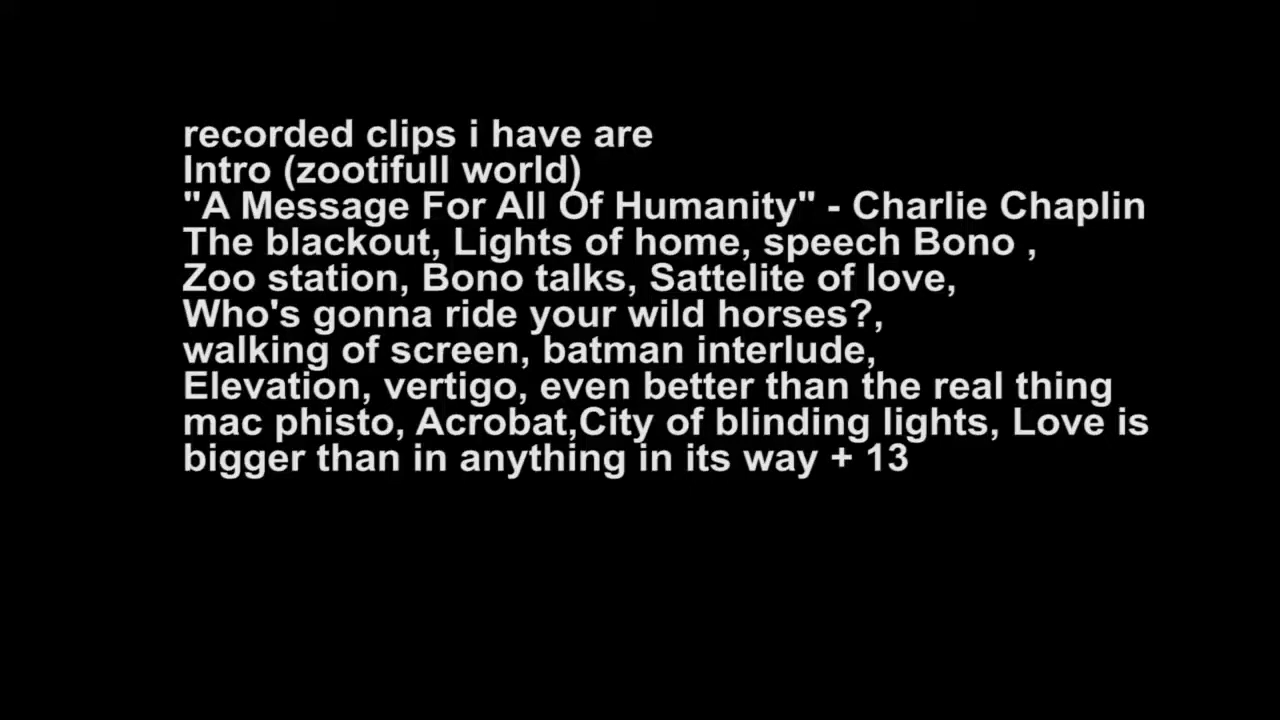 recorded clips i have are
Intro (zootifull world)
"A Message For All Of Humanity" - Charlie Chaplin
The blackout, Lights of home, speech Bono ,
Zoo station, Bono talks, Sattelite of love,
Who's gonna ride your wild horses?,
walking of screen, batman interlude,
Elevation, vertigo, even better than the real thing
mac phisto, Acrobat,City of blinding lights, Love is
bigger than in anything in its way + 13